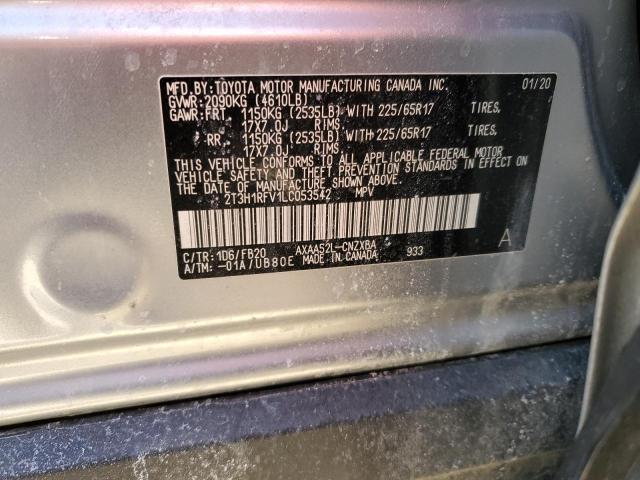 MFD. BY: TOYOTA MOTOR MANUFACTURING CANADA INC. 01/20
GVWR: 2090KG (4610LB)
GAWR: FRT. 1150KG (2535LB) WITH 225/65R17 TIRES,
17X7.0J RIMS
RR. 1150KG (2535LB) WITH 225/65R17 TIRES,
17X7.0J RIMS
THIS VEHICLE CONFORMS TO ALL APPLICABLE FEDERAL MOTOR
VEHICLE SAFETY AND THEFT PREVENTION STANDARDS IN EFFECT ON
THE DATE OF MANUFACTURE SHOWN ABOVE.
2T3H1RFV1LC053542 MPV
C/TR: 1D6/FB20 AXAA52L-CNZXBA A
A/TM: -01A/UB80E MADE IN CANADA 933